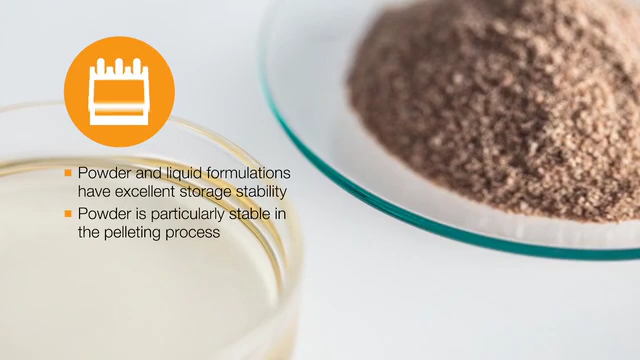 Powder and liquid formulations
have excellent storage stability
Powder is particularly stable in
the pelleting process